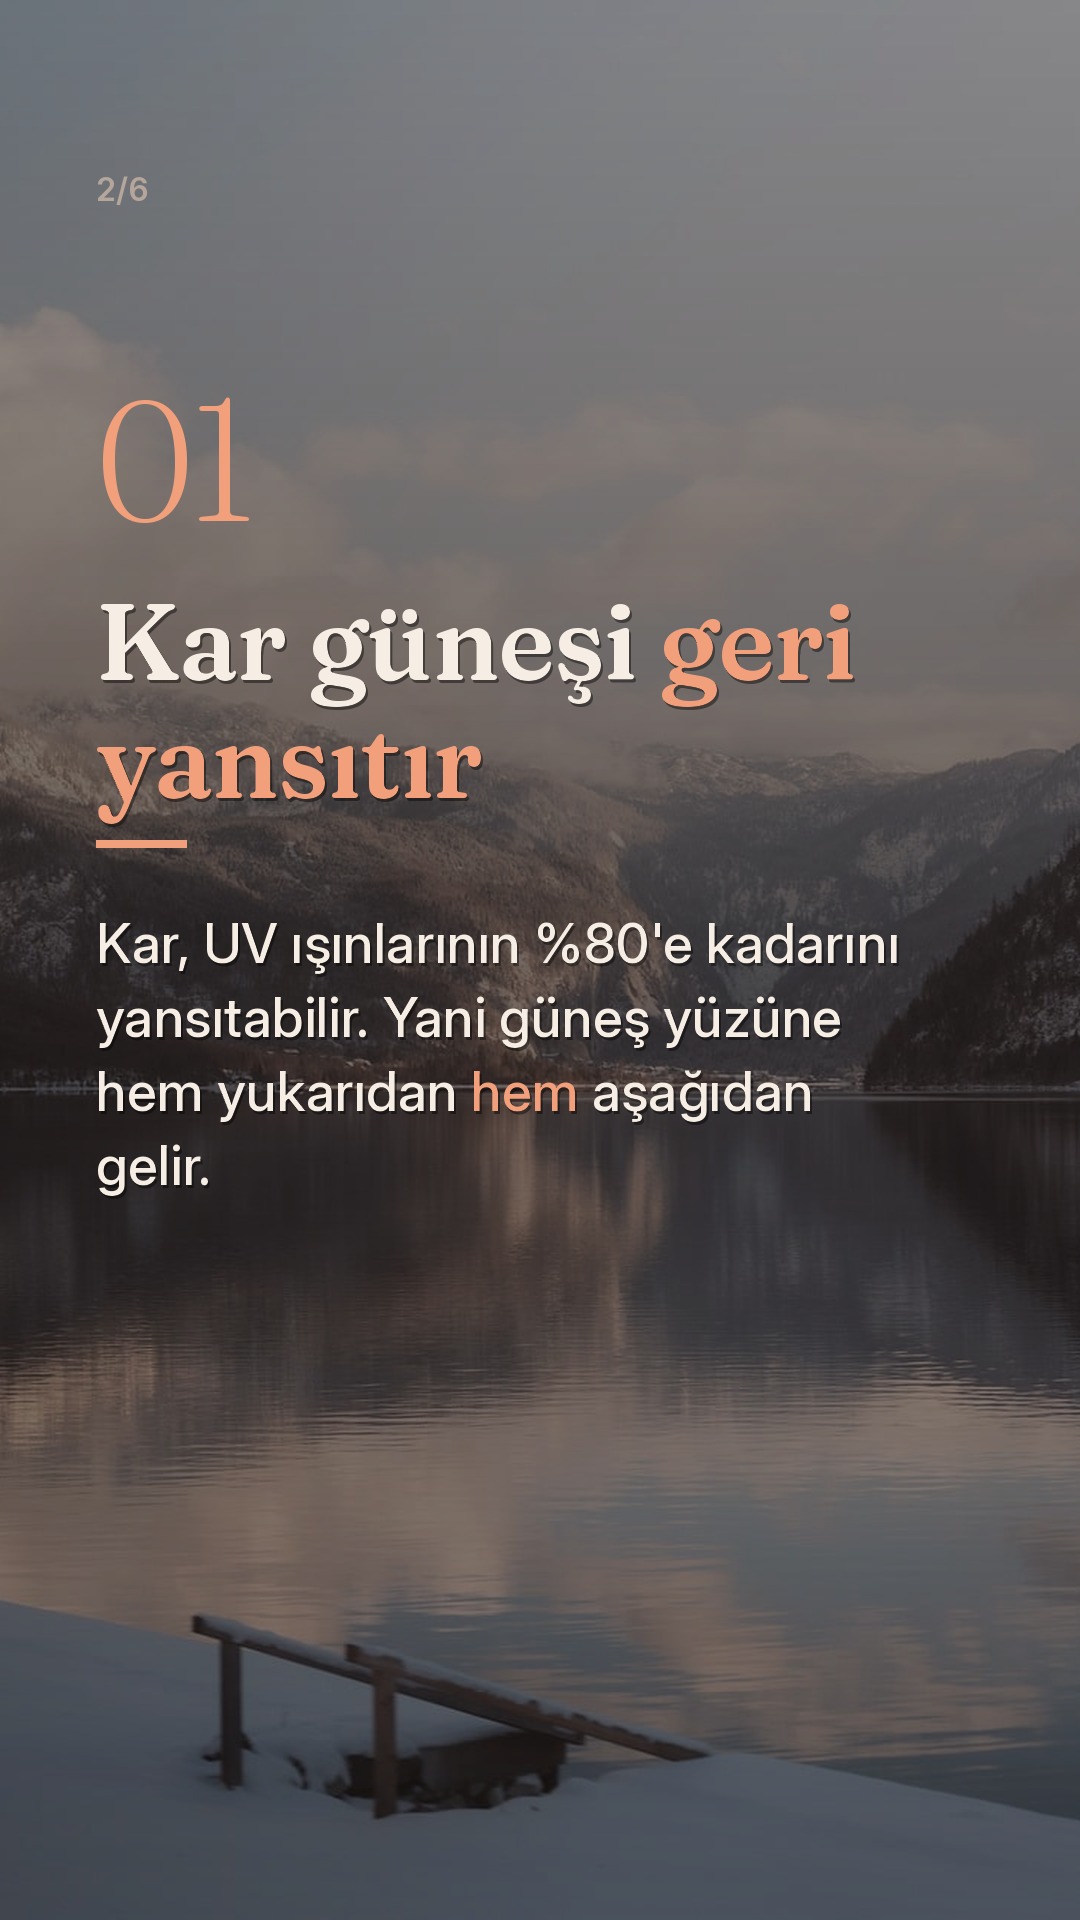 2/6
01
Kar güneşi geri
yansıtır
Kar, UV ışınlarının %80'e kadarını
yansıtabilir. Yani güneş yüzüne
hem yukarıdan hem aşağıdan
gelir.